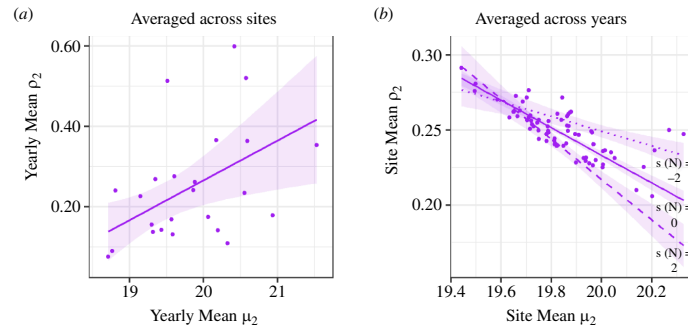 (a) Averaged across sites
0.60
0.40
0.20
Yearly Mean ρ2
19 20 21
Yearly Mean μ2
(b) Averaged across years
0.30
0.25
0.20
Site Mean ρ2
s (N) =
−2
s (N) =
0
s (N) =
2
19.4 19.6 19.8 20.0
Site Mean μ2